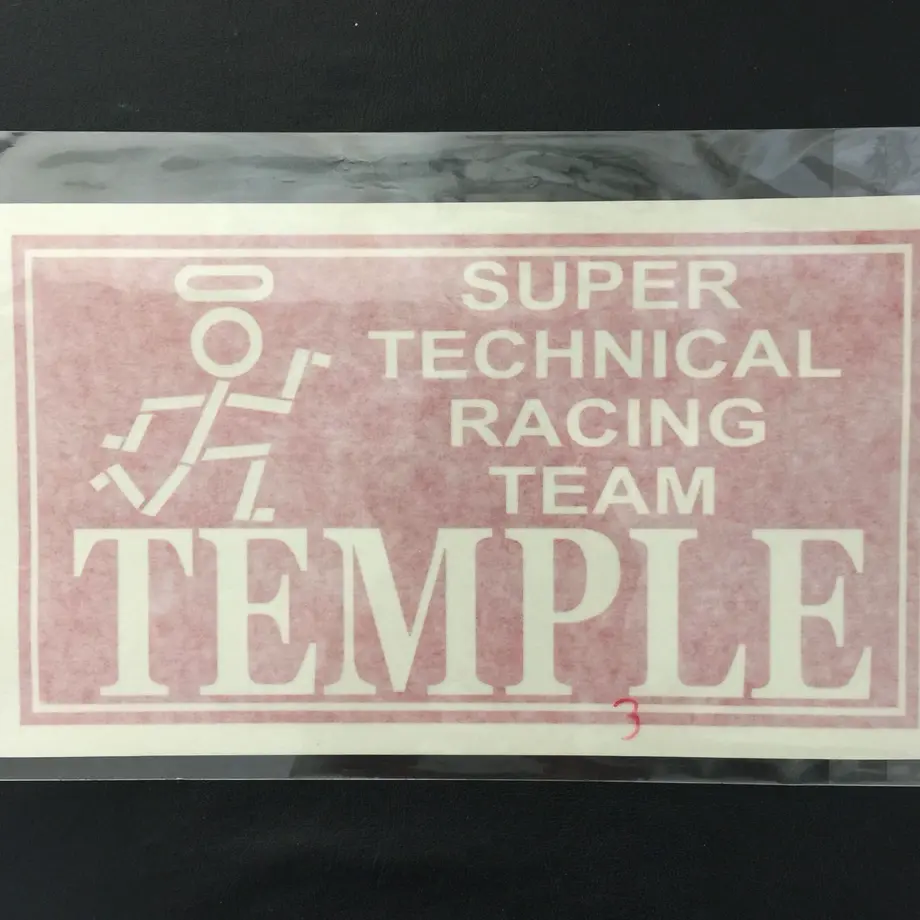 SUPER
TECHNICAL
RACING
TEAM
TEMPLE
3